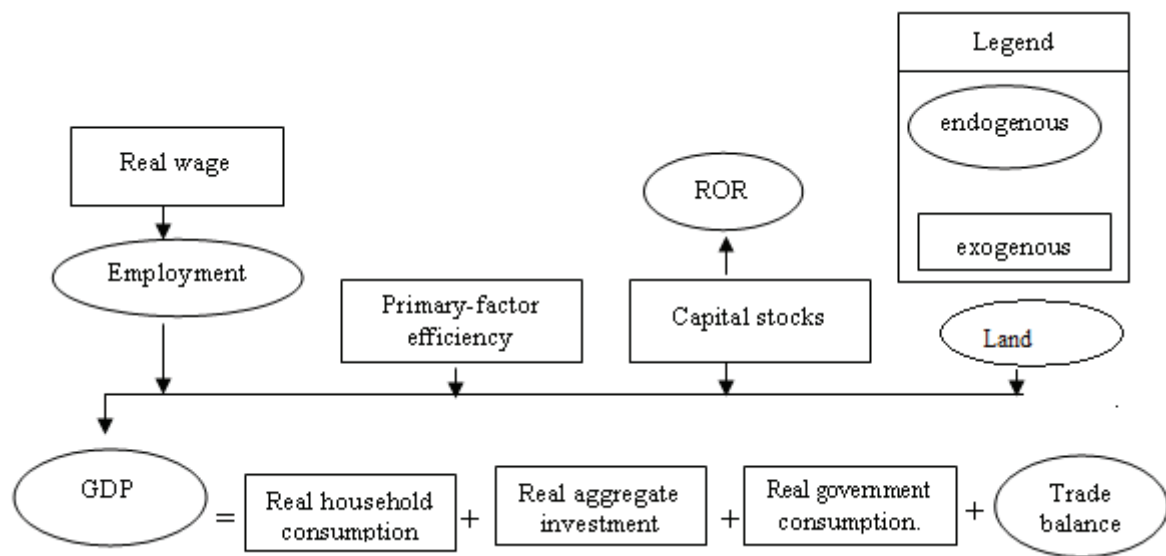 Legend
endogenous
exogenous
Real wage
ROR
Employment
Primary-factor
efficiency
Capital stocks
Land
GDP
=
Real household
consumption
+
Real aggregate
investment
+
Real government
consumption.
+
Trade
balance